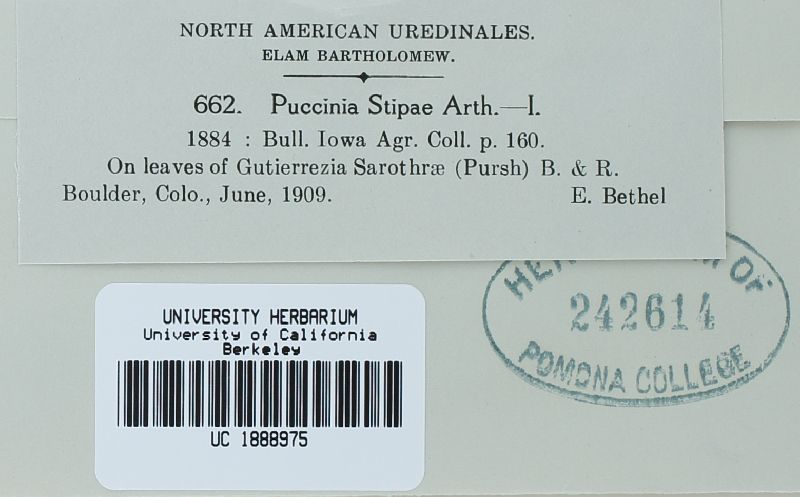 NORTH AMERICAN UREDINALES.
ELAM BARTHOLOMEW.
662. Puccinia Stipae Arth.—I.
1884 : Bull. Iowa Agr. Coll. p. 160.
On leaves of Gutierrezia Sarothræ (Pursh) B. & R.
Boulder, Colo., June, 1909. E. Bethel
OF
242614
POMONA COLLEGE
UNIVERSITY HERBARIUM
University of California
Berkeley
UC 1888975